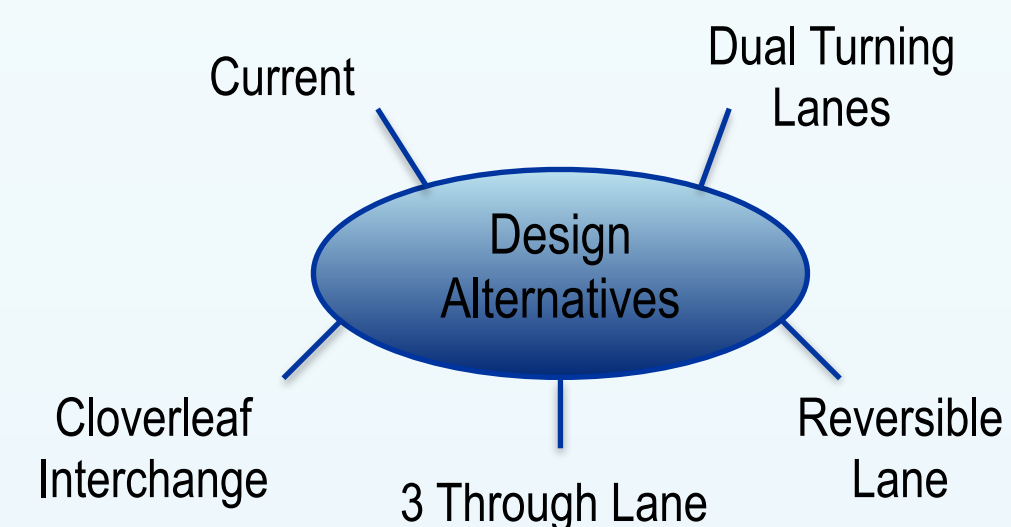 Current
Dual Turning
Lanes
Design
Alternatives
Cloverleaf
Interchange
3 Through Lane
Reversible
Lane